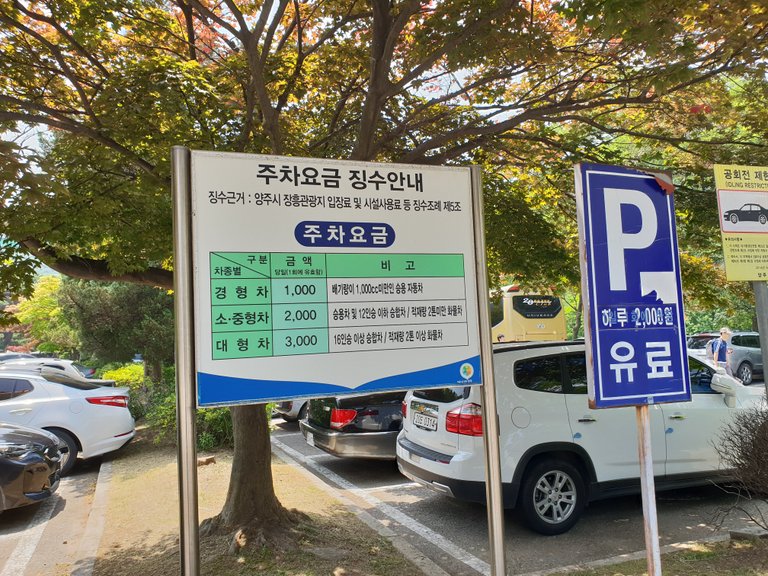 주차요금 징수안내
징수근거 : 양주시 장흥관광지 입장료 및 시설사용료 등 징수조례 제5조
주차요금
구분
차종별
금 액
당일(1회에 유효함)
비 고
경 형 차 1,000 배기량이 1,000cc미만인 승용 자동차
소·중형차 2,000 승용차 및 12인승 이하 승합차 / 적재량 2톤미만 화물차
대 형 차 3,000 16인승 이상 승합차 / 적재량 2톤 이상 화물차
P
하루 2,000원
유료
공회전 제한
(IDLING RESTRICT